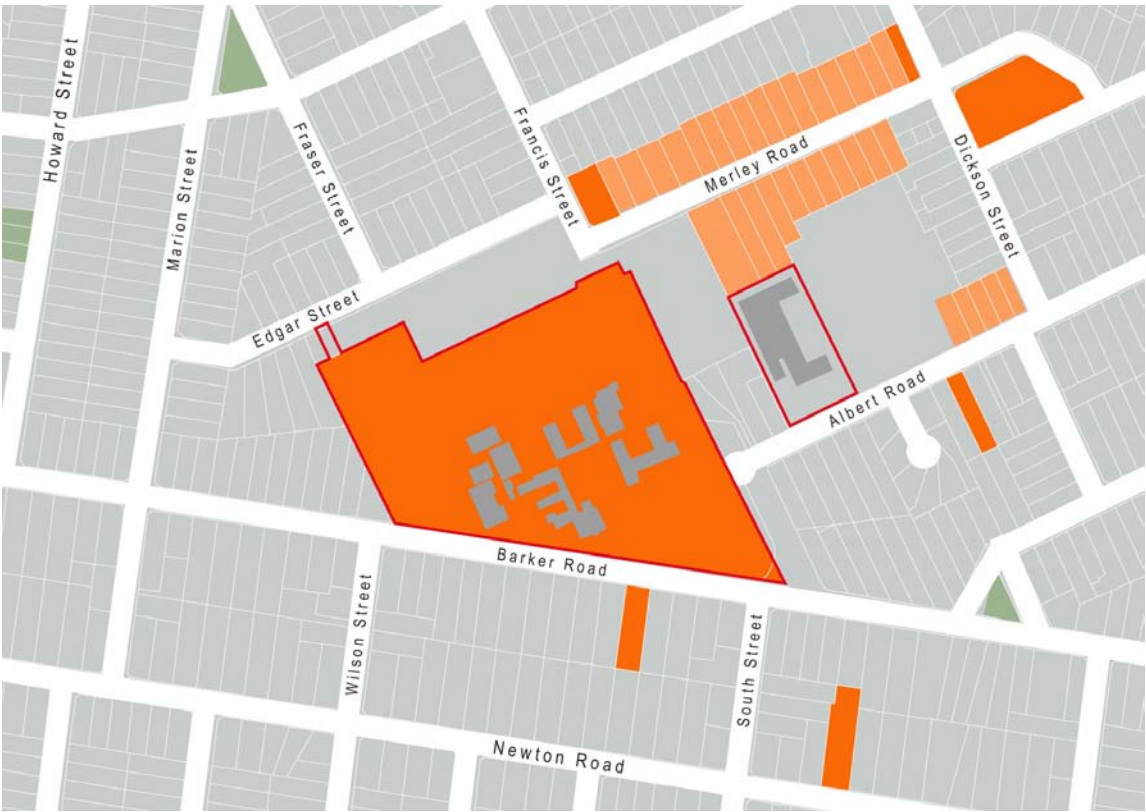 Howard Street
Marion Street
Fraser Street
Francis Street
Merley Road
Dickson Street
Edgar Street
Albert Road
Barker Road
Wilson Street
South Street
Newton Road